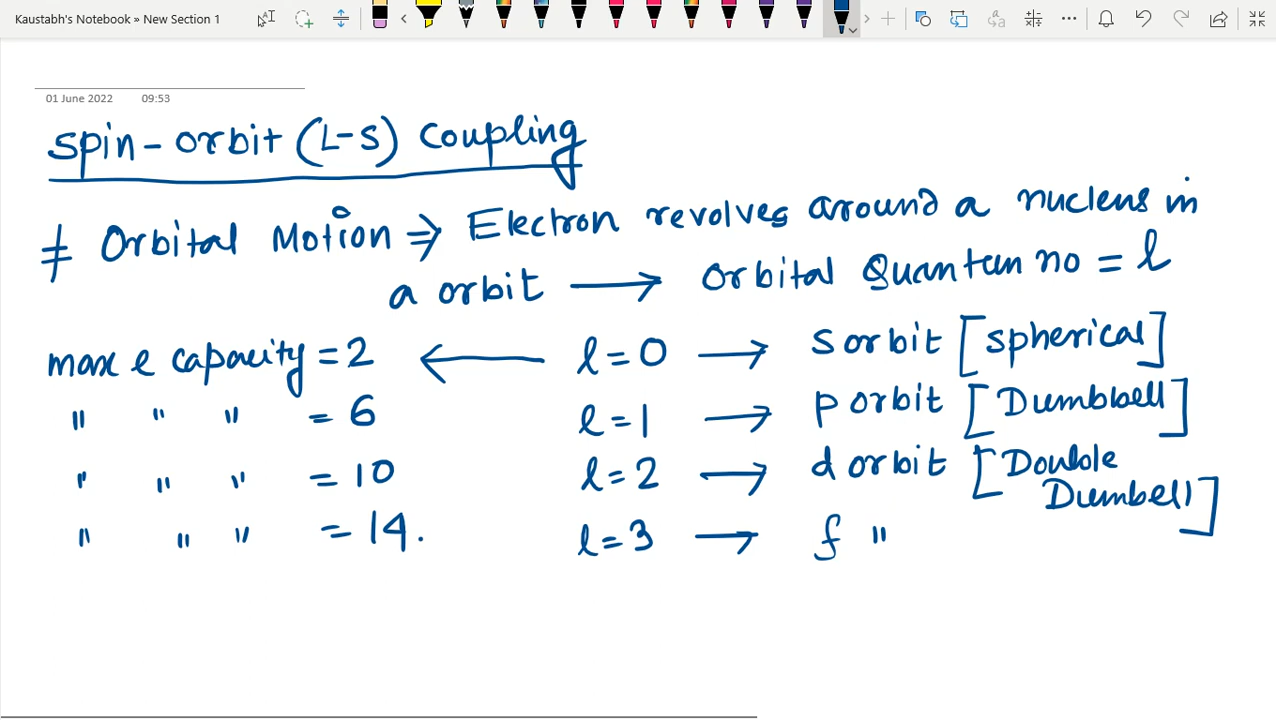 Kaustabh's Notebook » New Section 1
01 June 2022 09:53
Spin-orbit (L-S) Coupling
≠ Orbital Motion ⇒ Electron revolves around a nucleus in
a orbit → Orbital Quantum no = l
max e capacity = 2 ← l = 0 → s orbit [spherical]
" " " = 6 l = 1 → p orbit [Dumbbell]
" " " = 10 l = 2 → d orbit [Double
Dumbell]
" " " = 14. l = 3 → f "